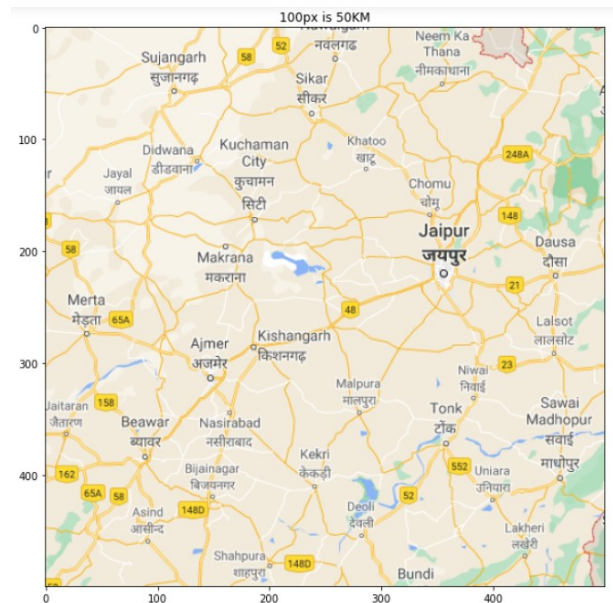 100px is 50KM
0
100
200
300
400
0
100
200
300
400
500
Sujangarh
सुजानगढ़
58
52
नवलगढ़
Sikar
सीकर
Neem Ka
Thana
नीमकाथाना
Didwana
डीडवाना
Kuchaman
City
कुचामन
सिटी
Khatoo
खाटू
248A
Jayal
जायल
Chomu
चोमू
148
58
Makrana
मकराना
Jaipur
जयपुर
Dausa
दौसा
21
Merta
मेड़ता
65A
48
Ajmer
अजमेर
Kishangarh
किशनगढ़
Lalsot
लालसोट
23
158
Malpura
मालपुरा
Niwai
निवाई
Jaitaran
जैतारण
Beawar
ब्यावर
Nasirabad
नसीराबाद
Tonk
टोंक
Sawai
Madhopur
सवाई
माधोपुर
162
65A
58
Bijainagar
बिजयनगर
Kekri
केकड़ी
552
Uniara
उनियारा
148D
52
Asind
आसीन्द
Deoli
देवली
Lakheri
लखेरी
Shahpura
शाहपुरा
148D
Bundi